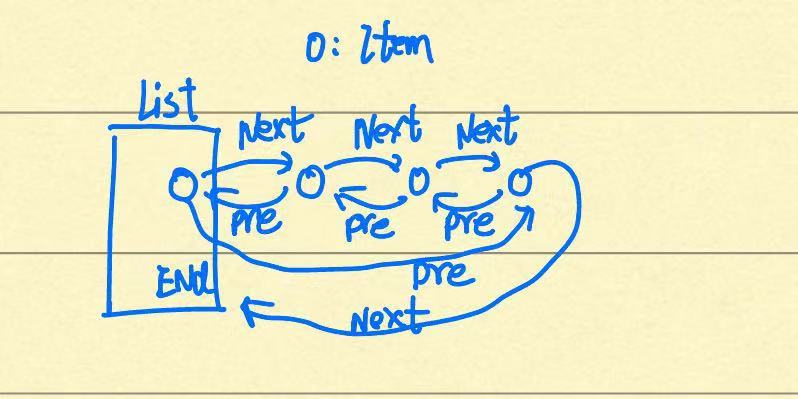 O: Item
List
Next Next Next
pre pre pre
END pre
Next